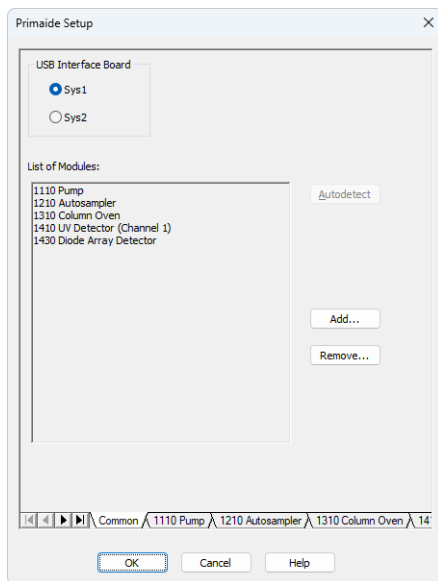 Primaide Setup
USB Interface Board
Sys1
Sys2
List of Modules:
1110 Pump
1210 Autosampler
1310 Column Oven
1410 UV Detector (Channel 1)
1430 Diode Array Detector
Autodetect
Add...
Remove...
Common 1110 Pump 1210 Autosampler 1310 Column Oven 14
OK Cancel Help